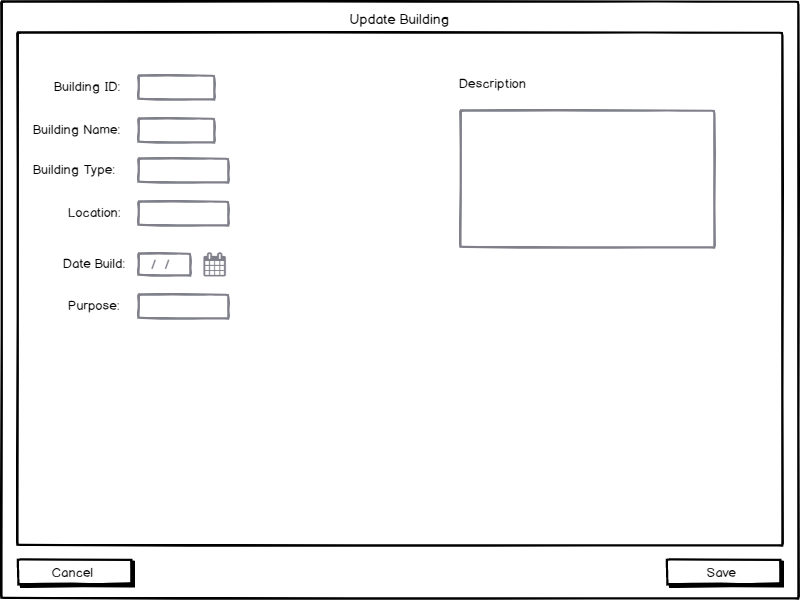 Update Building
Building ID:
Description
Building Name:
Building Type:
Location:
Date Build:
/ /
Purpose:
Cancel
Save